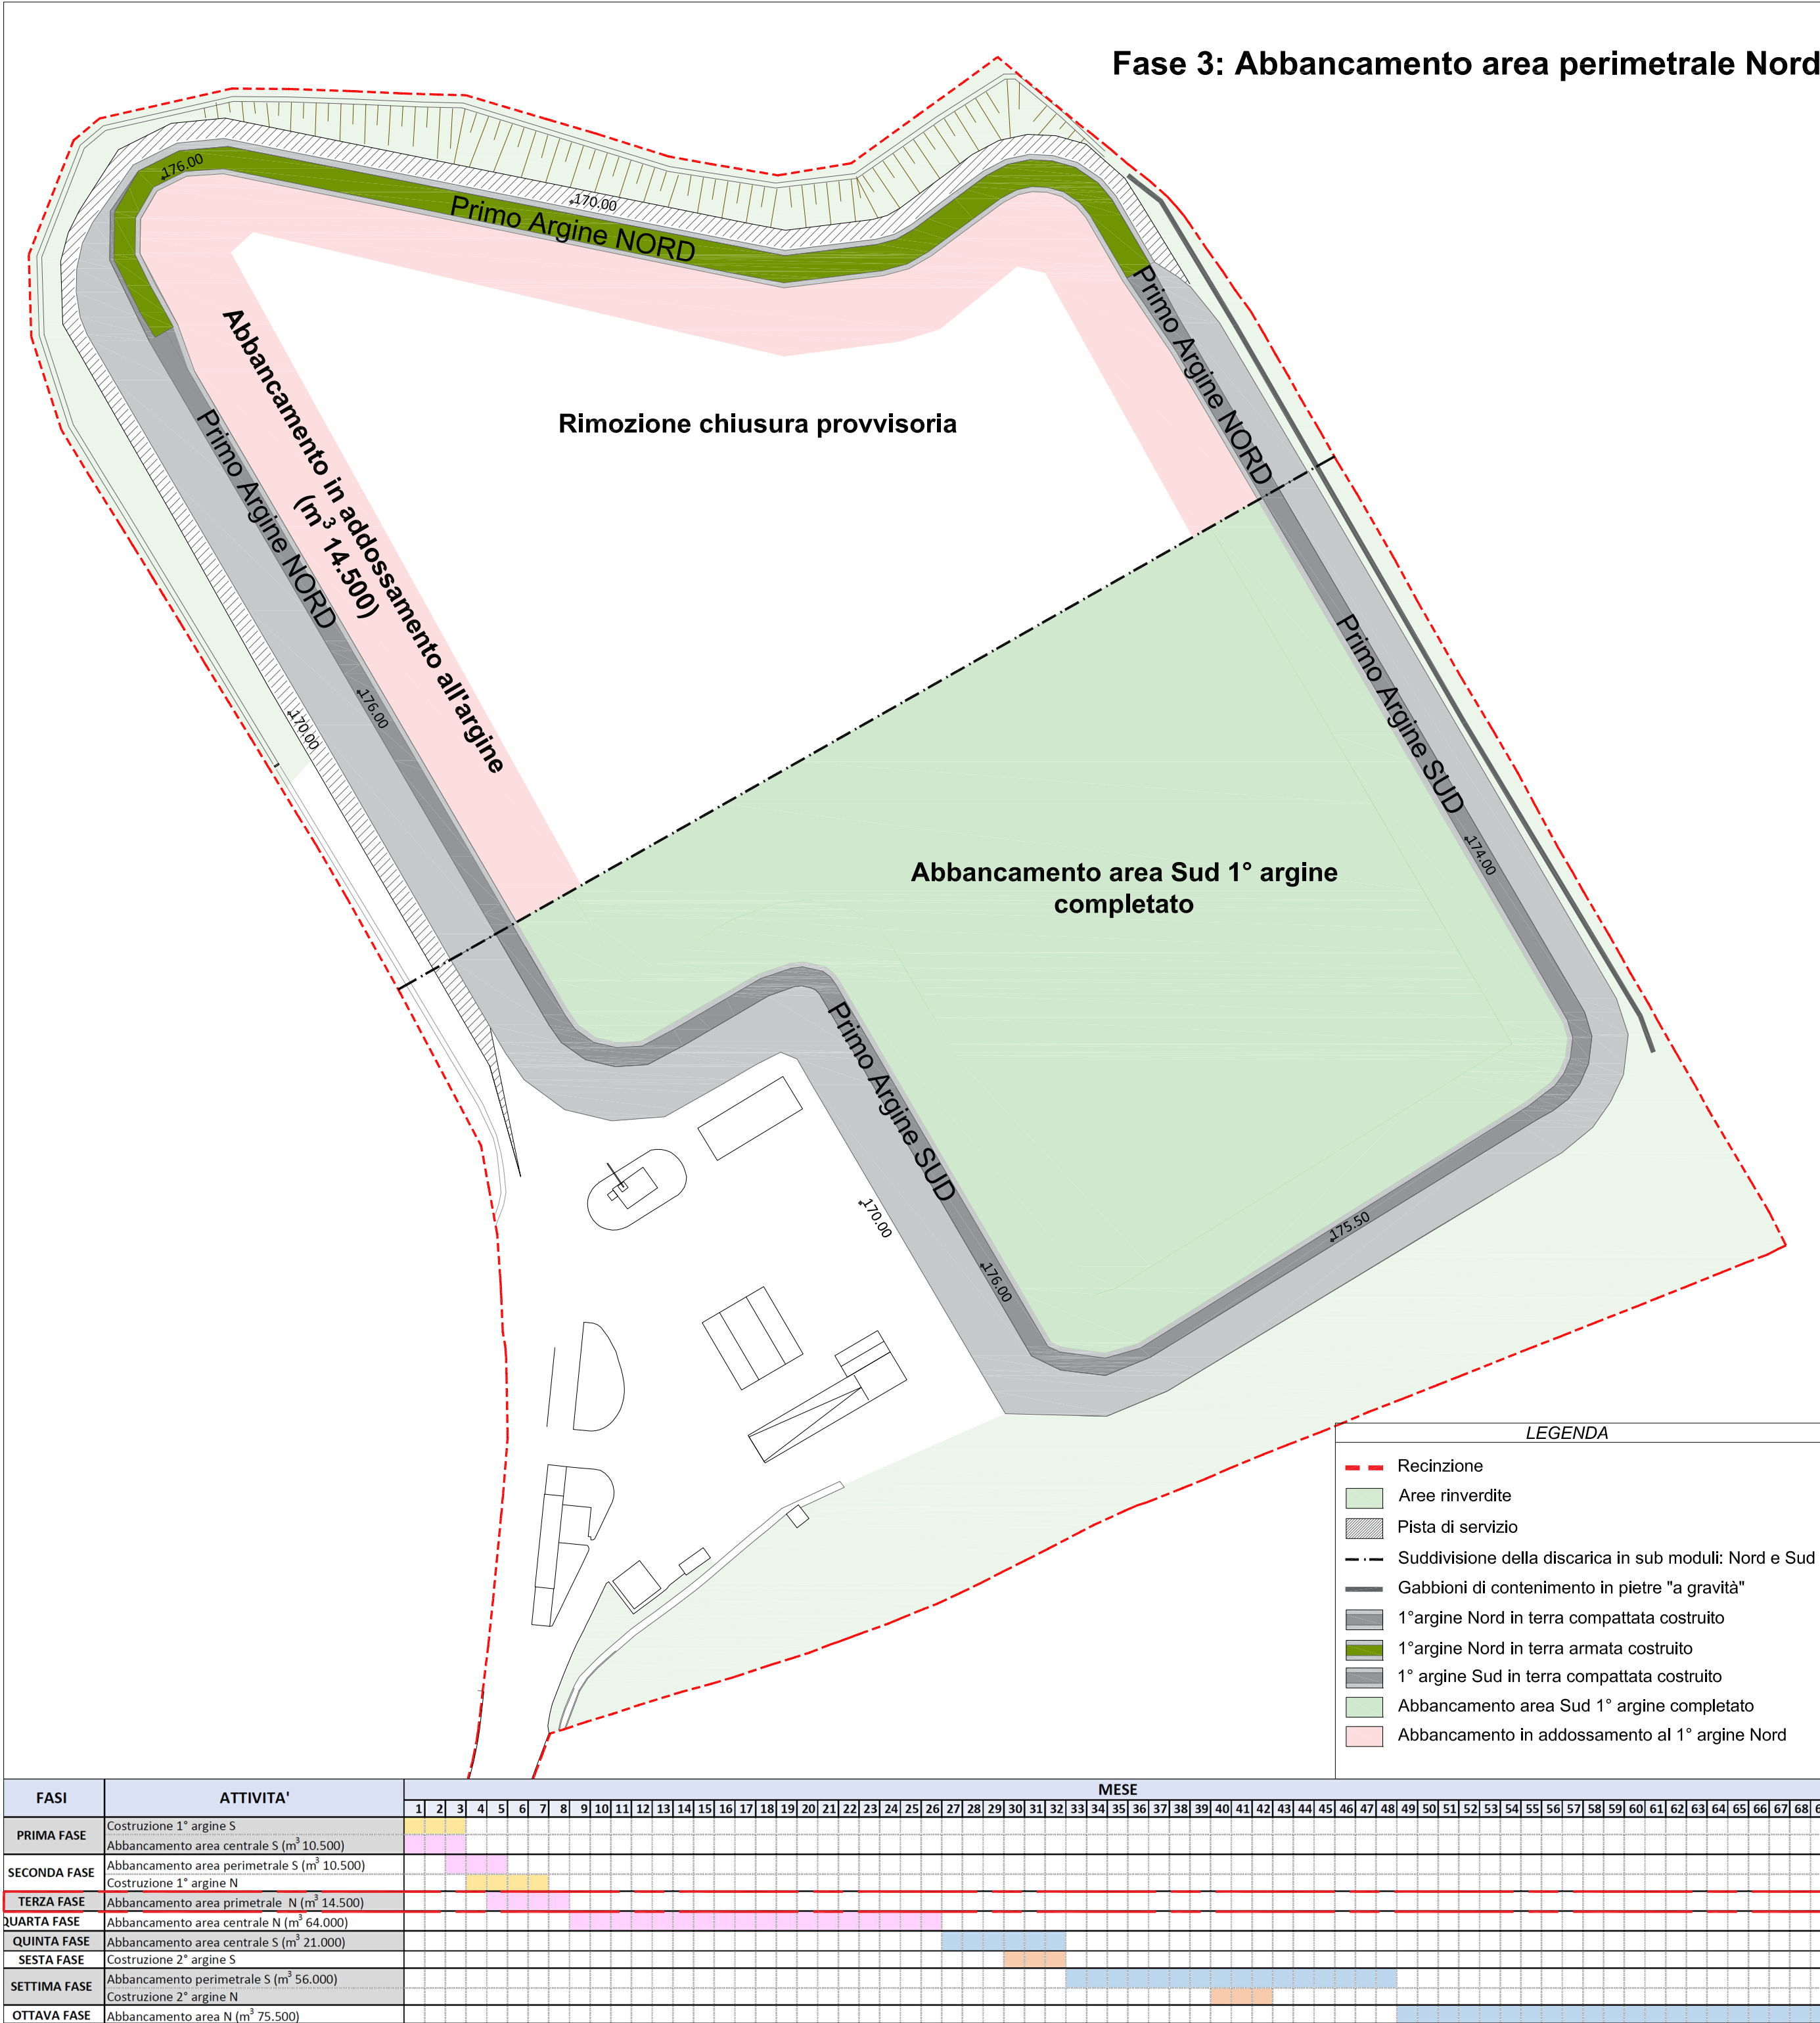 Fase 3: Abbancamento area perimetrale Nord
176.00
170.00
Primo Argine NORD
Primo Argine NORD
Abbancamento in addossamento all'argine
(m3 14.500)
Rimozione chiusura provvisoria
Primo Argine NORD
176.00
170.00
Primo Argine SUD
174.00
Abbancamento area Sud 1° argine
completato
Primo Argine SUD
170.00
176.00
175.50
LEGENDA
Recinzione
Aree rinverdite
Pista di servizio
Suddivisione della discarica in sub moduli: Nord e Sud
Gabbioni di contenimento in pietre "a gravità"
1°argine Nord in terra compattata costruito
1°argine Nord in terra armata costruito
1° argine Sud in terra compattata costruito
Abbancamento area Sud 1° argine completato
Abbancamento in addossamento al 1° argine Nord
FASI ATTIVITA' MESE
1 2 3 4 5 6 7 8 9 10 11 12 13 14 15 16 17 18 19 20 21 22 23 24 25 26 27 28 29 30 31 32 33 34 35 36 37 38 39 40 41 42 43 44 45 46 47 48 49 50 51 52 53 54 55 56 57 58 59 60 61 62 63 64 65 66 67 68
PRIMA FASE Costruzione 1° argine S
Abbancamento area centrale S (m3 10.500)
SECONDA FASE Abbancamento area perimetrale S (m3 10.500)
Costruzione 1° argine N
TERZA FASE Abbancamento area primetrale N (m3 14.500)
QUARTA FASE Abbancamento area centrale N (m3 64.000)
QUINTA FASE Abbancamento area centrale S (m3 21.000)
SESTA FASE Costruzione 2° argine S
SETTIMA FASE Abbancamento perimetrale S (m3 56.000)
Costruzione 2° argine N
OTTAVA FASE Abbancamento area N (m3 75.500)